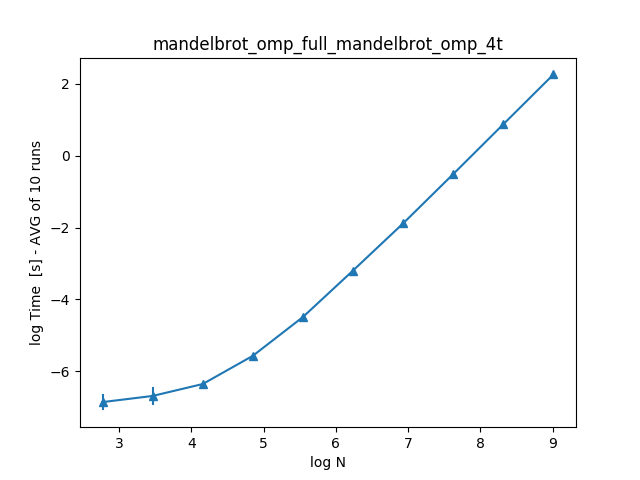 mandelbrot_omp_full_mandelbrot_omp_4t
log Time  [s] - AVG of 10 runs
2
0
−2
−4
−6
3 4 5 6 7 8 9
log N